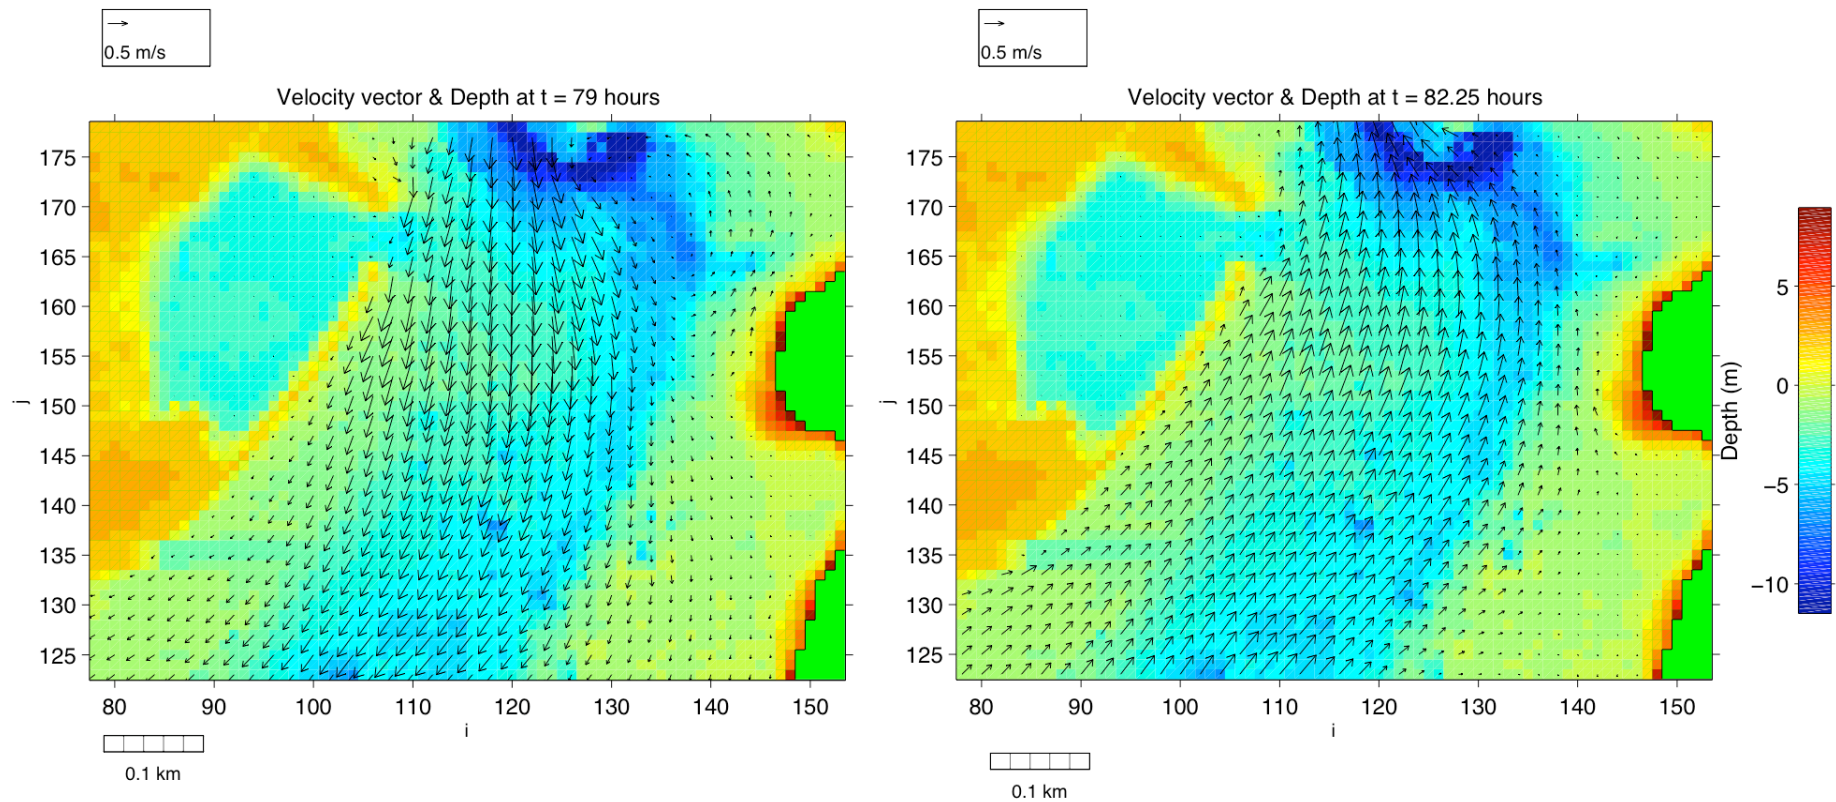 0.5 m/s
0.5 m/s
Velocity vector & Depth at t = 79 hours
Velocity vector & Depth at t = 82.25 hours
175
170
165
160
155
150
145
140
135
130
125
j
80 90 100 110 120 130 140 150
i
0.1 km
175
170
165
160
155
150
145
140
135
130
125
j
80 90 100 110 120 130 140 150
i
0.1 km
5
0
−5
−10
Depth (m)